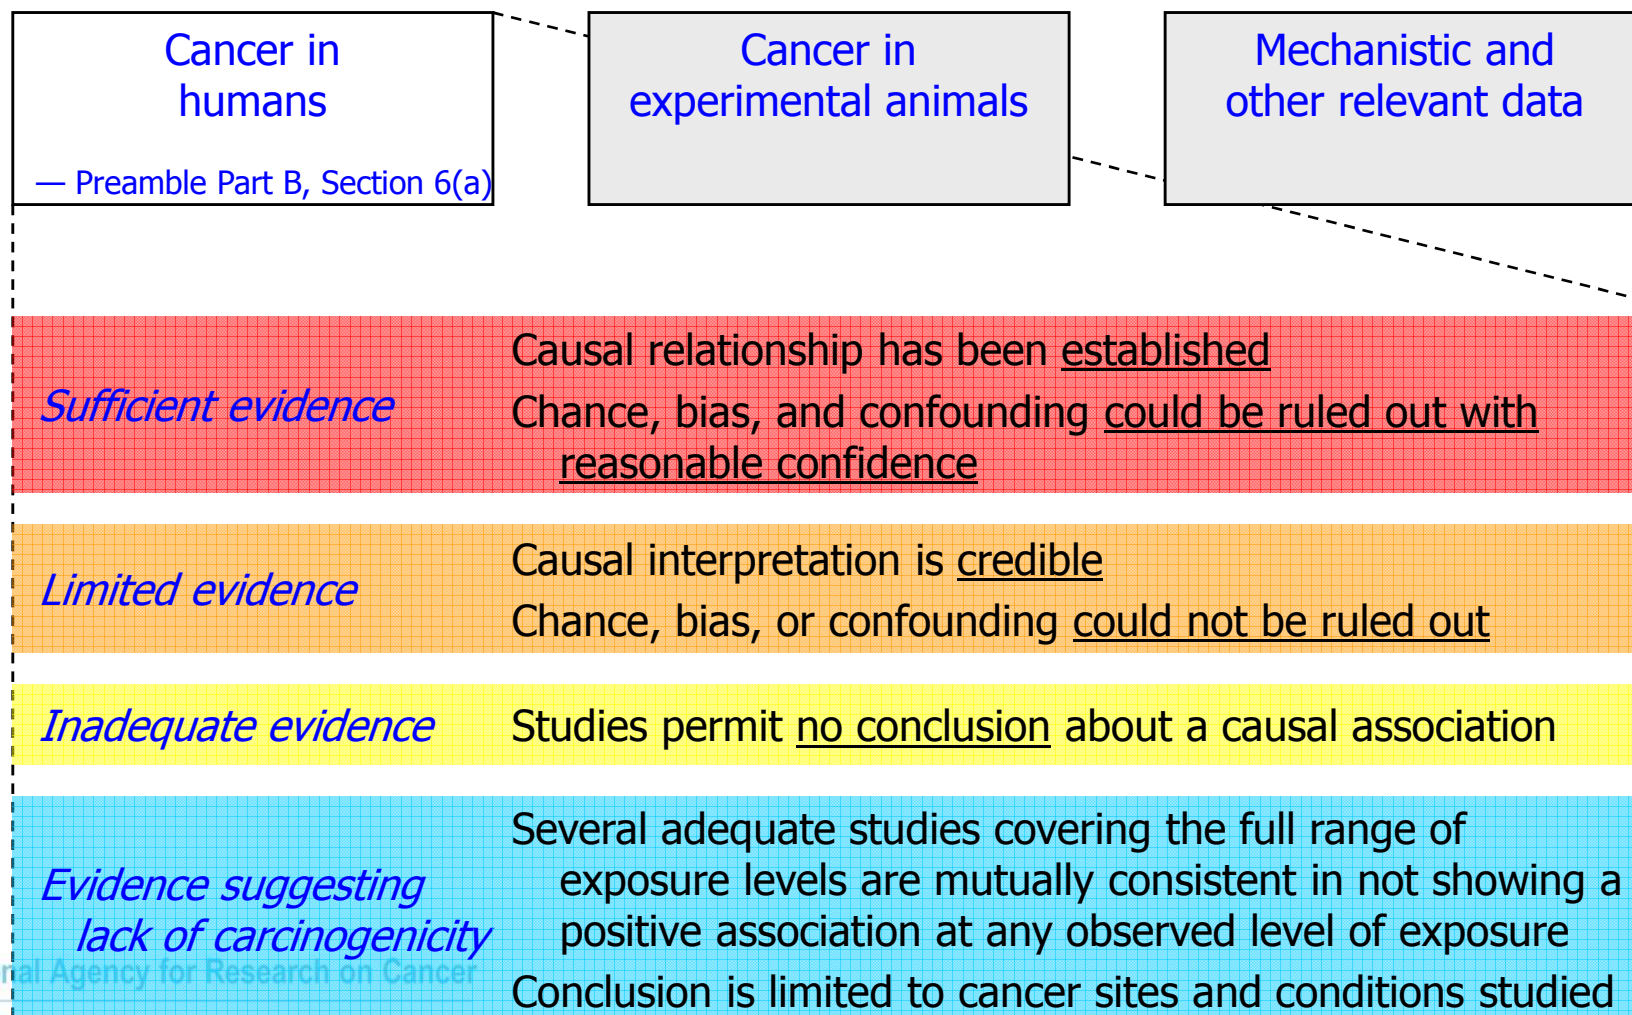 Cancer in
humans
— Preamble Part B, Section 6(a)
Cancer in
experimental animals
Mechanistic and
other relevant data
Sufficient evidence
Causal relationship has been established
Chance, bias, and confounding could be ruled out with
reasonable confidence
Limited evidence
Causal interpretation is credible
Chance, bias, or confounding could not be ruled out
Inadequate evidence
Studies permit no conclusion about a causal association
Evidence suggesting
lack of carcinogenicity
Several adequate studies covering the full range of
exposure levels are mutually consistent in not showing a
positive association at any observed level of exposure
Conclusion is limited to cancer sites and conditions studied
nal Agency for Research on Cancer